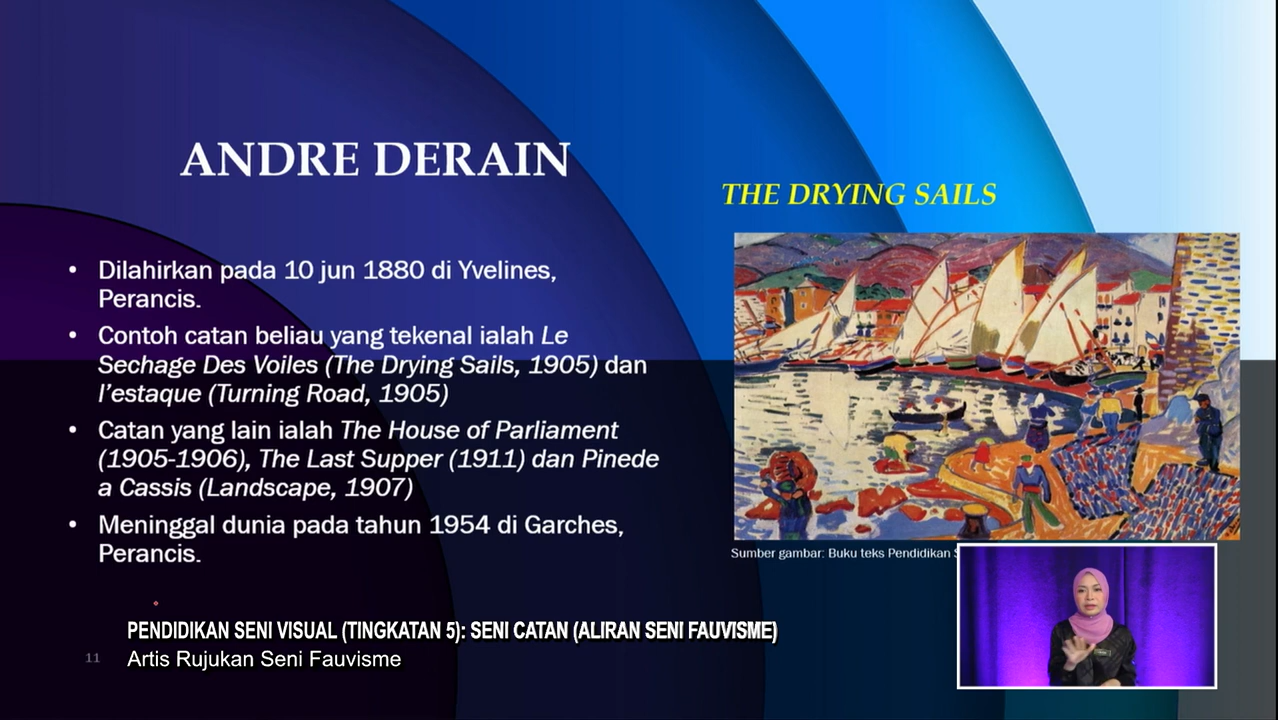 ANDRE DERAIN
THE DRYING SAILS
• Dilahirkan pada 10 jun 1880 di Yvelines,
Perancis.
• Contoh catan beliau yang tekenal ialah Le
Sechage Des Voiles (The Drying Sails, 1905) dan
l'estaque (Turning Road, 1905)
• Catan yang lain ialah The House of Parliament
(1905-1906), The Last Supper (1911) dan Pinede
a Cassis (Landscape, 1907)
• Meninggal dunia pada tahun 1954 di Garches,
Perancis.
Sumber gambar: Buku teks Pendidikan
PENDIDIKAN SENI VISUAL (TINGKATAN 5): SENI CATAN (ALIRAN SENI FAUVISME)
11
Artis Rujukan Seni Fauvisme